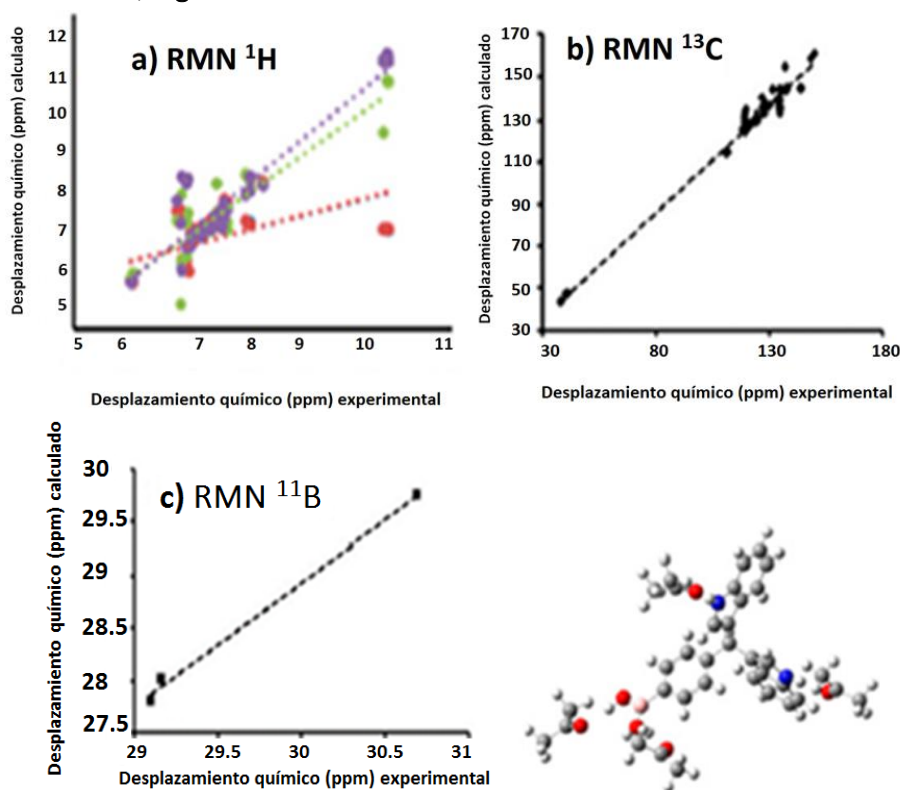 a) RMN ¹H
Desplazamiento químico (ppm) calculado
12
11
10
9
8
7
6
5
5 6 7 8 9 10 11
Desplazamiento químico (ppm) experimental
b) RMN ¹³C
Desplazamiento químico (ppm) calculado
170
150
130
110
90
70
50
30
30 80 130 180
Desplazamiento químico (ppm) experimental
c) RMN ¹¹B
Desplazamiento químico (ppm) calculado
30
29.5
29
28.5
28
27.5
29 29.5 30 30.5 31
Desplazamiento químico (ppm) experimental